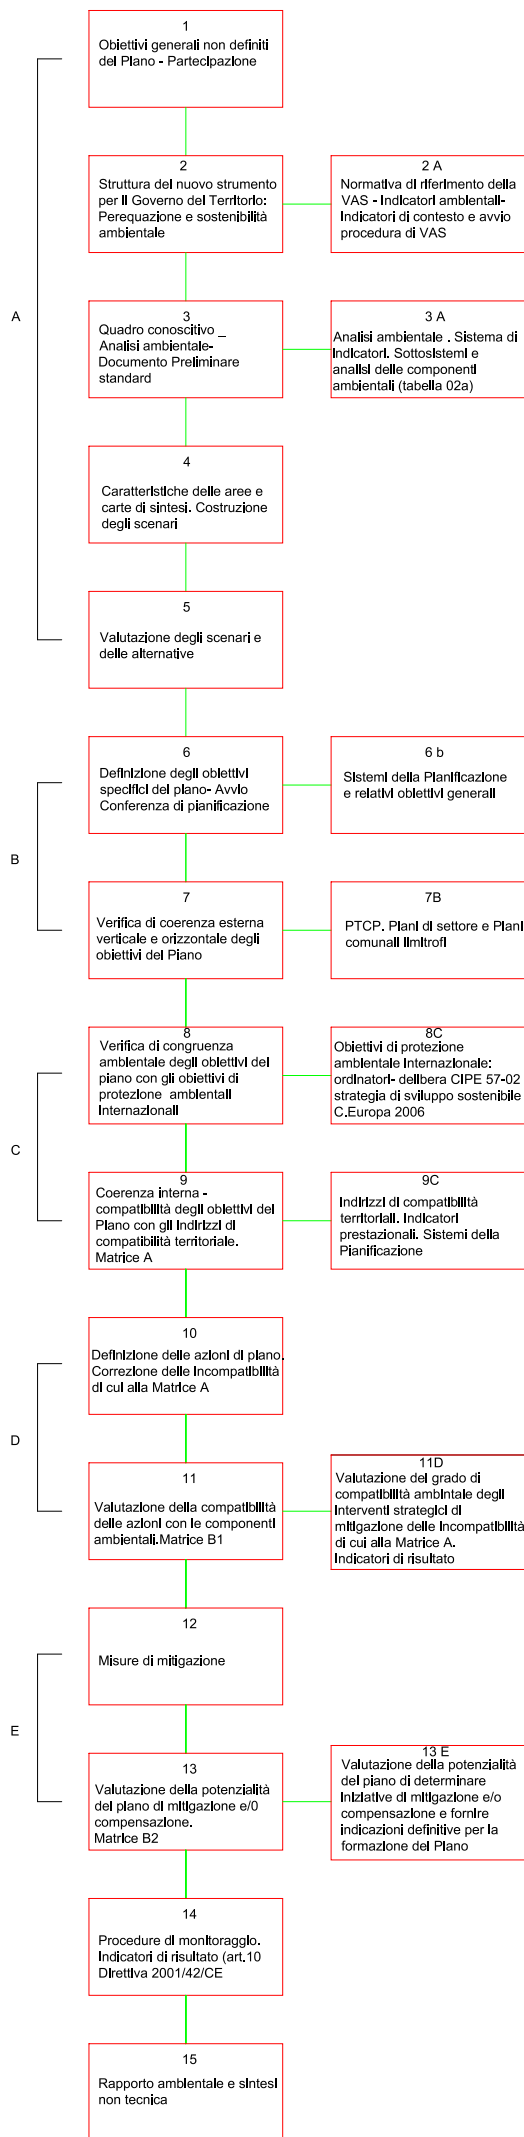 1
Obiettivi generali non definiti
del Piano - Partecipazione
2
Struttura del nuovo strumento
per il Governo del Territorio:
Perequazione e sostenibilità
ambientale
2 A
Normativa di riferimento della
VAS - Indicatori ambientali-
Indicatori di contesto e avvio
procedura di VAS
A
3
Quadro conoscitivo _
Analisi ambientale-
Documento Preliminare
standard
3 A
Analisi ambientale . Sistema di
Indicatori. Sottosistemi e
analisi delle componenti
ambientali (tabella 02a)
4
Caratteristiche delle aree e
carte di sintesi. Costruzione
degli scenari
5
Valutazione degli scenari e
delle alternative
6
Definizione degli obiettivi
specifici del piano- Avvio
Conferenza di pianificazione
6 b
Sistemi della Pianificazione
e relativi obiettivi generali
B
7
Verifica di coerenza esterna
verticale e orizzontale degli
obiettivi del Piano
7B
PTCP. Piani di settore e Piani
comunali limitrofi
8
Verifica di congruenza
ambientale degli obiettivi del
piano con gli obiettivi di
protezione ambientali
Internazionali
8C
Obiettivi di protezione
ambientale Internazionale:
ordinatori- delibera CIPE 57-02
strategia di sviluppo sostenibile
C.Europa 2006
C
9
Coerenza interna -
compatibilità degli obiettivi del
Piano con gli indirizzi di
compatibilità territoriale.
Matrice A
9C
Indirizzi di compatibilità
territoriali. Indicatori
prestazionali. Sistemi della
Pianificazione
10
Definizione delle azioni di piano.
Correzione delle incompatibilità
di cui alla Matrice A
D
11
Valutazione della compatibilità
delle azioni con le componenti
ambientali.Matrice B1
11D
Valutazione del grado di
compatibilità ambintale degli
interventi strategici di
mitigazione delle incompatibilità
di cui alla Matrice A.
Indicatori di risultato
12
Misure di mitigazione
E
13
Valutazione della potenzialità
del piano di mitigazione e/0
compensazione.
Matrice B2
13 E
Valutazione della potenzialità
del piano di determinare
iniziative di mitigazione e/o
compensazione e fornire
indicazioni definitive per la
formazione del Piano
14
Procedure di monitoraggio.
Indicatori di risultato (art.10
Direttiva 2001/42/CE
15
Rapporto ambientale e sintesi
non tecnica